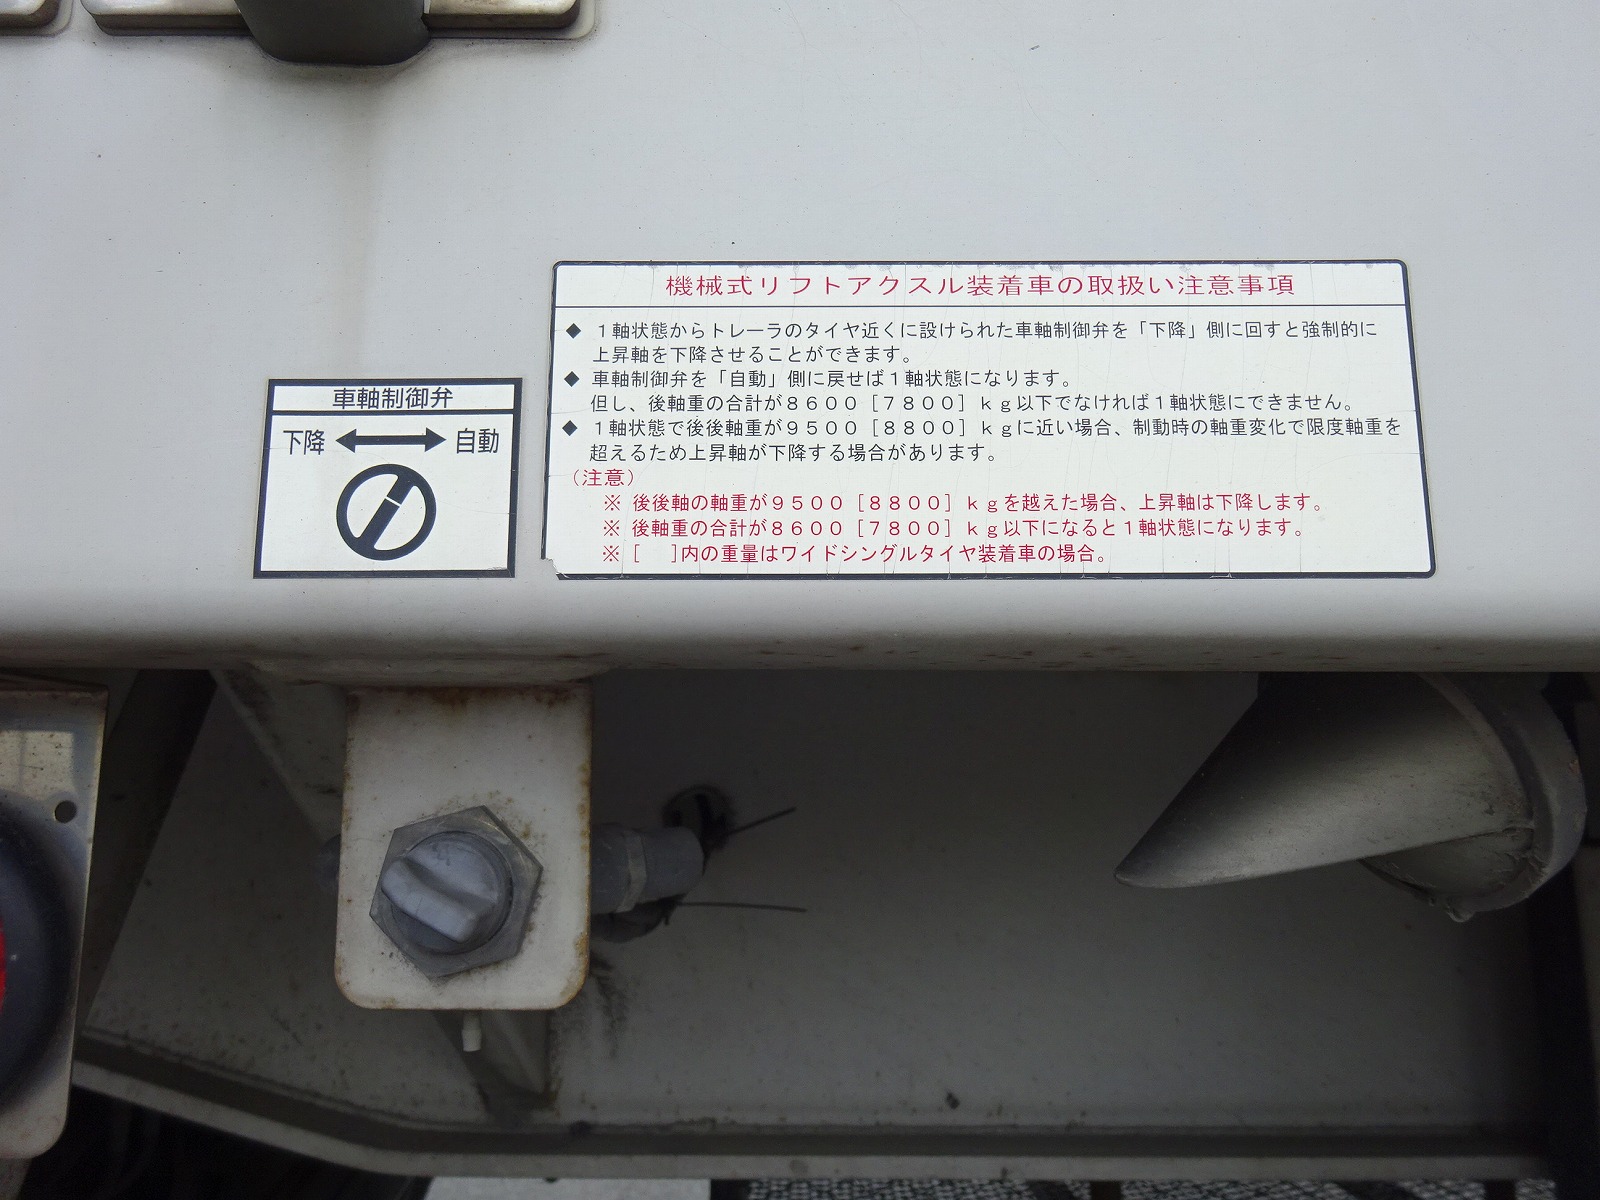 車軸制御弁
下降 ⟷ 自動
機械式リフトアクスル装着車の取扱い注意事項
◆ 1軸状態からトレーラのタイヤ近くに設けられた車軸制御弁を「下降」側に回すと強制的に
上昇軸を下降させることができます。
◆ 車軸制御弁を「自動」側に戻せば1軸状態になります。
但し、後軸重の合計が8600[7800]kg以下でなければ1軸状態にできません。
◆ 1軸状態で後後軸重が9500[8800]kgに近い場合、制動時の軸重変化で限度軸重を
超えるため上昇軸が下降する場合があります。
(注意)
※ 後後軸の軸重が9500[8800]kgを越えた場合、上昇軸は下降します。
※ 後軸重の合計が8600[7800]kg以下になると1軸状態になります。
※[ ]内の重量はワイドシングルタイヤ装着車の場合。